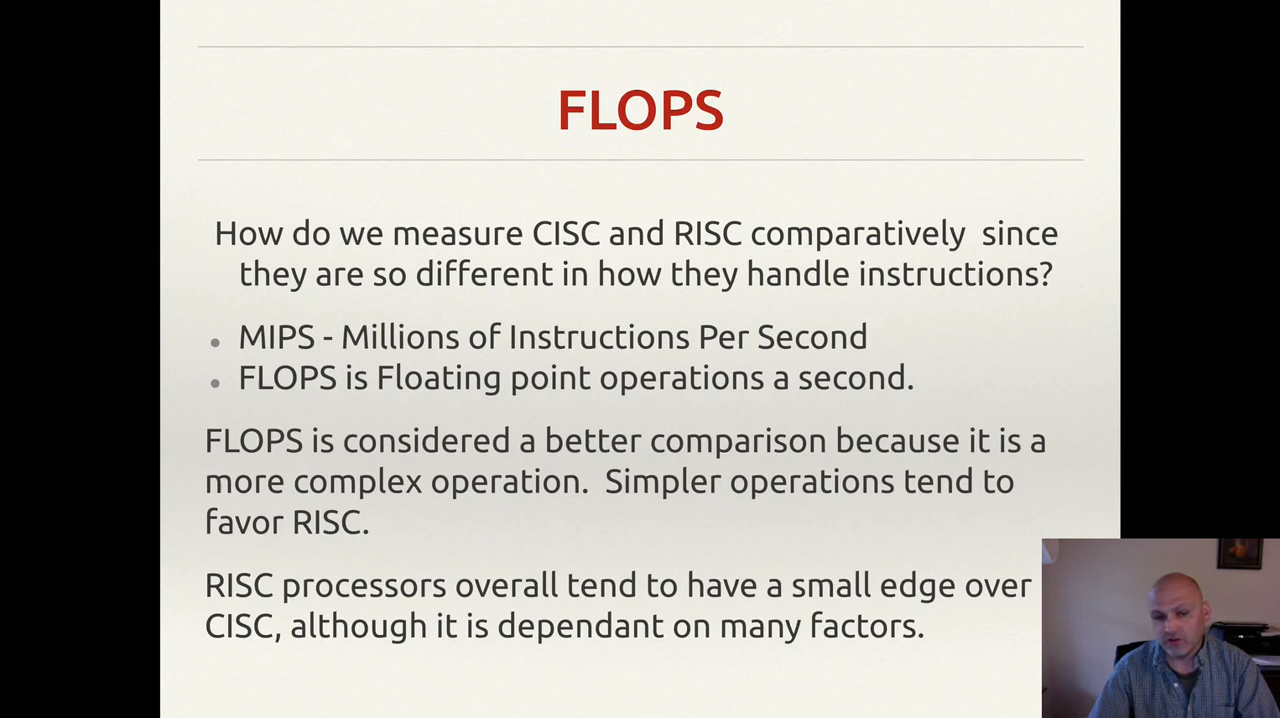 FLOPS
How do we measure CISC and RISC comparatively  since
they are so different in how they handle instructions?
• MIPS - Millions of Instructions Per Second
• FLOPS is Floating point operations a second.
FLOPS is considered a better comparison because it is a
more complex operation.  Simpler operations tend to
favor RISC.
RISC processors overall tend to have a small edge over
CISC, although it is dependant on many factors.